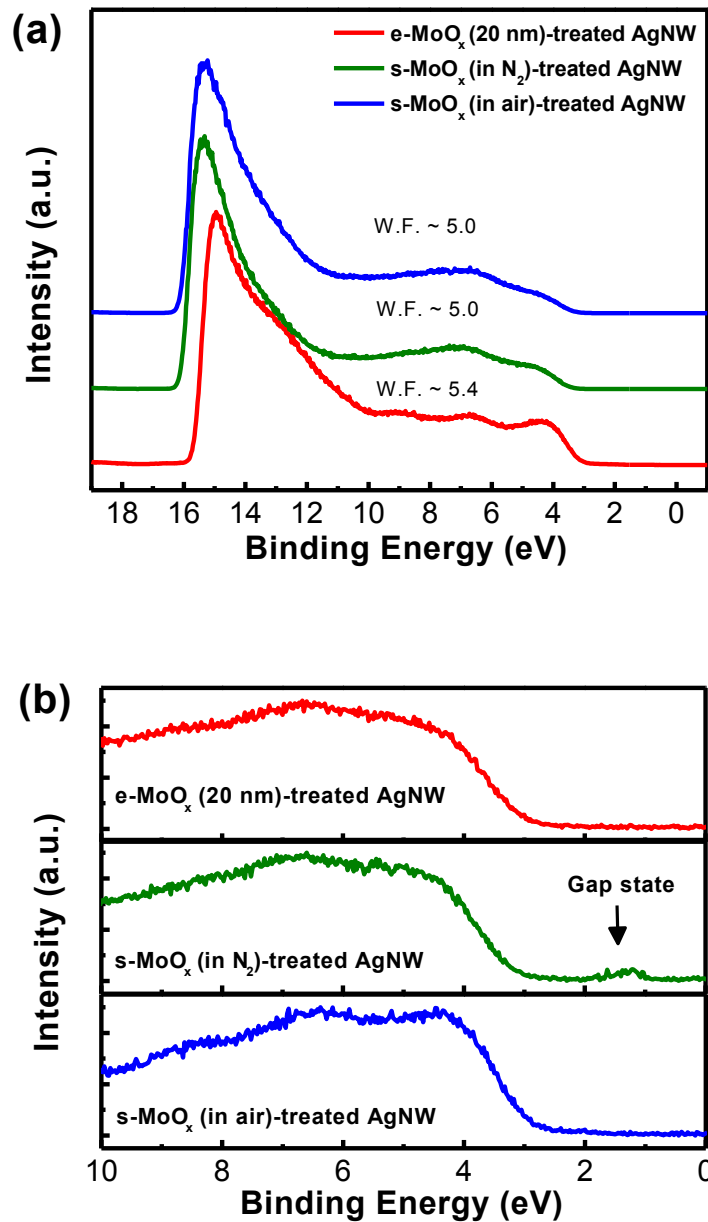 (a)
e-MoOₓ (20 nm)-treated AgNW
s-MoOₓ (in N₂)-treated AgNW
s-MoOₓ (in air)-treated AgNW
W.F. ~ 5.0
W.F. ~ 5.0
W.F. ~ 5.4
Intensity (a.u.)
18 16 14 12 10 8 6 4 2 0
Binding Energy (eV)
(b)
e-MoOₓ (20 nm)-treated AgNW
Gap state
s-MoOₓ (in N₂)-treated AgNW
s-MoOₓ (in air)-treated AgNW
Intensity (a.u.)
10 8 6 4 2 0
Binding Energy (eV)